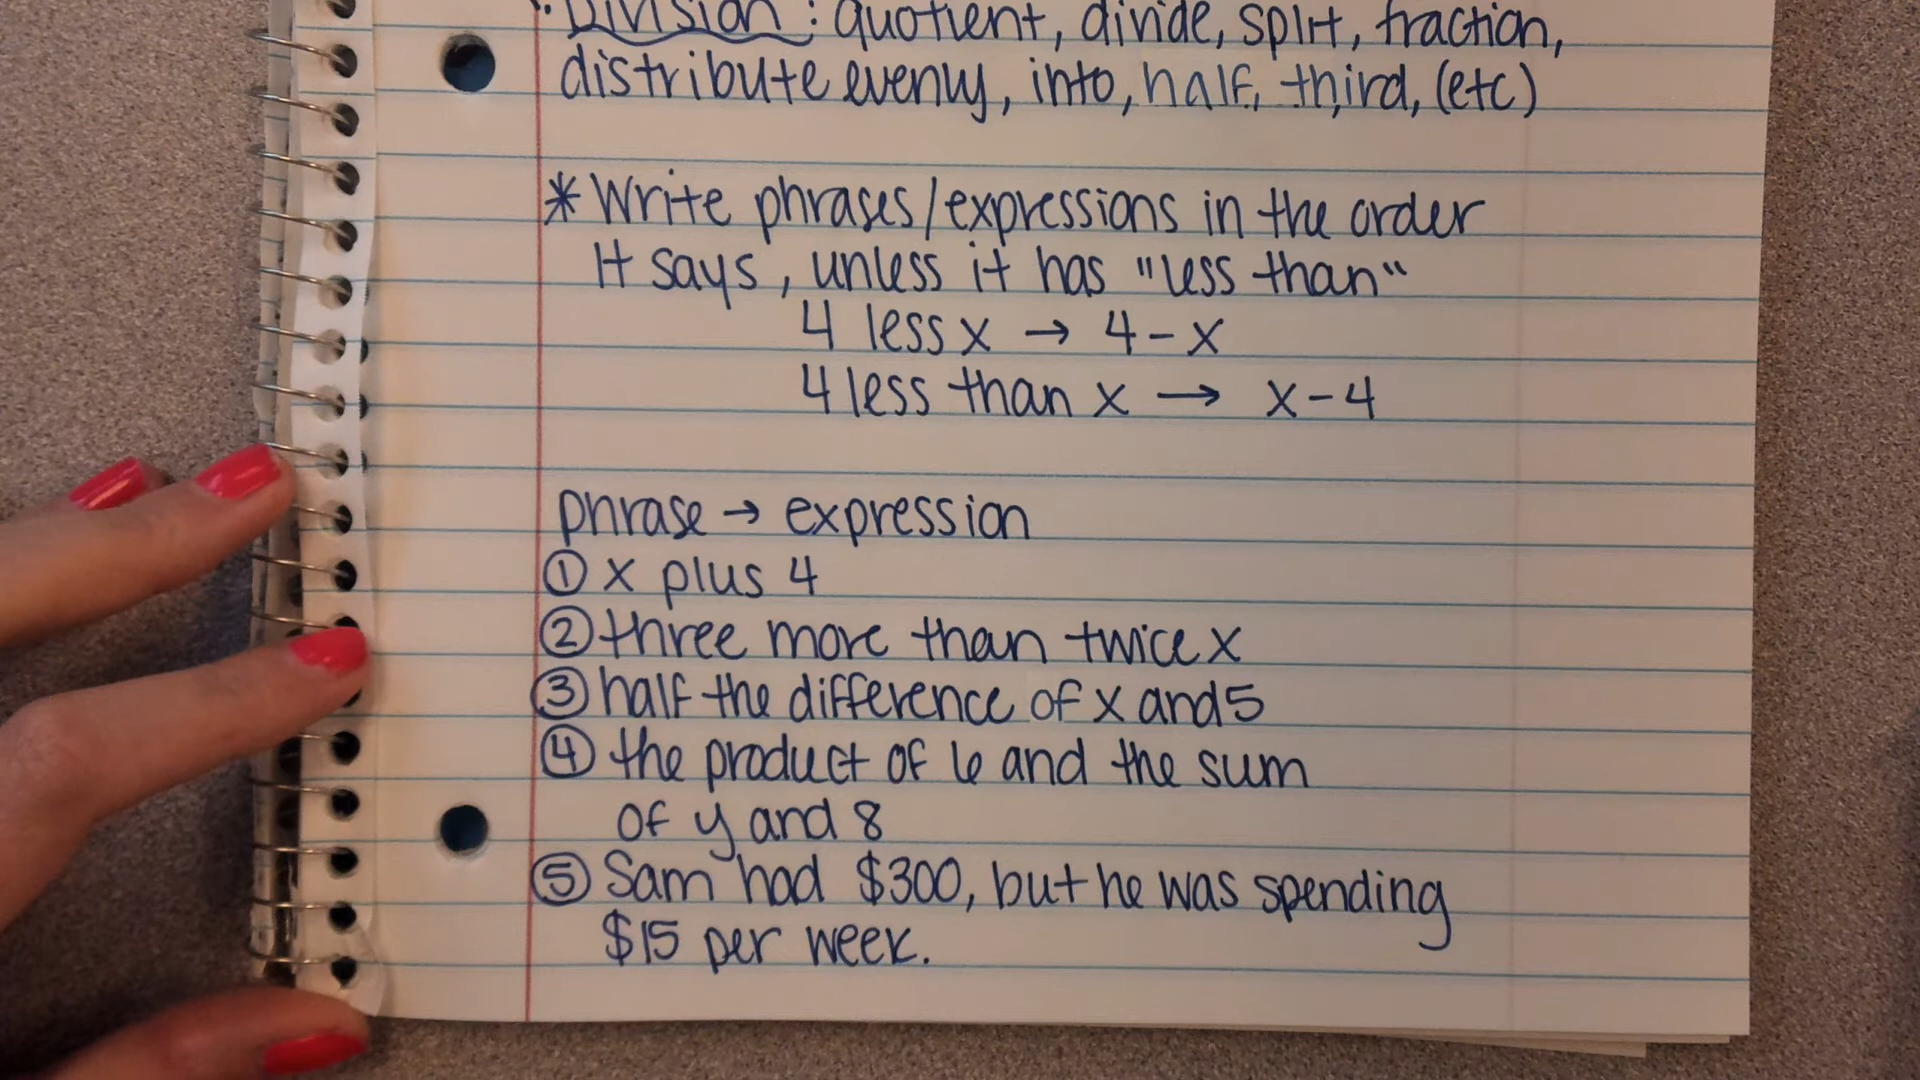 Division: quotient, divide, split, fraction,
distribute evenly, into, half, third, (etc)
* Write phrases/expressions in the order
It says, unless it has "less than"
4 less x → 4 - x
4 less than x → x - 4
phrase → expression
① x plus 4
② three more than twice x
③ half the difference of x and 5
④ the product of 6 and the sum
of y and 8
⑤ Sam had $300, but he was spending
$15 per week.